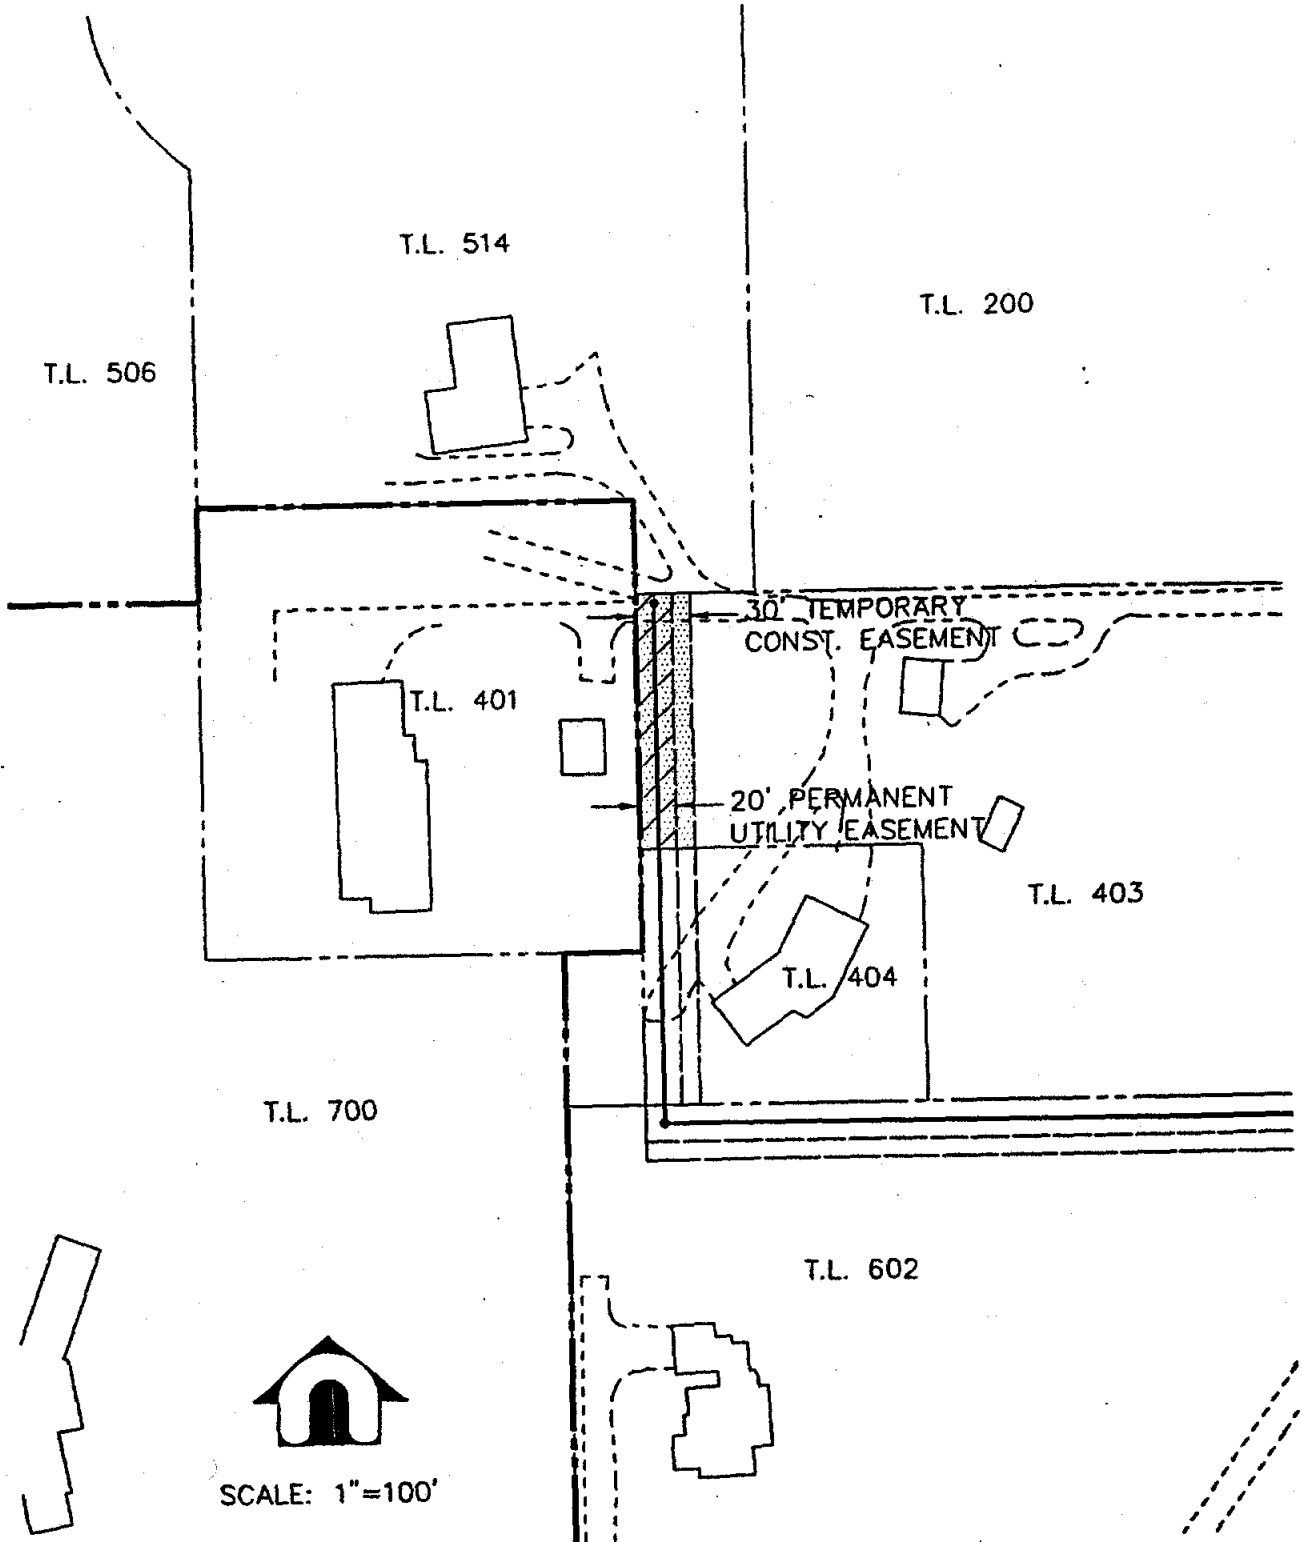 T.L. 514
T.L. 200
T.L. 506
30' TEMPORARY
CONST. EASEMENT
T.L. 401
20' PERMANENT
UTILITY EASEMENT
T.L. 403
T.L. 404
T.L. 700
T.L. 602
SCALE: 1"=100'